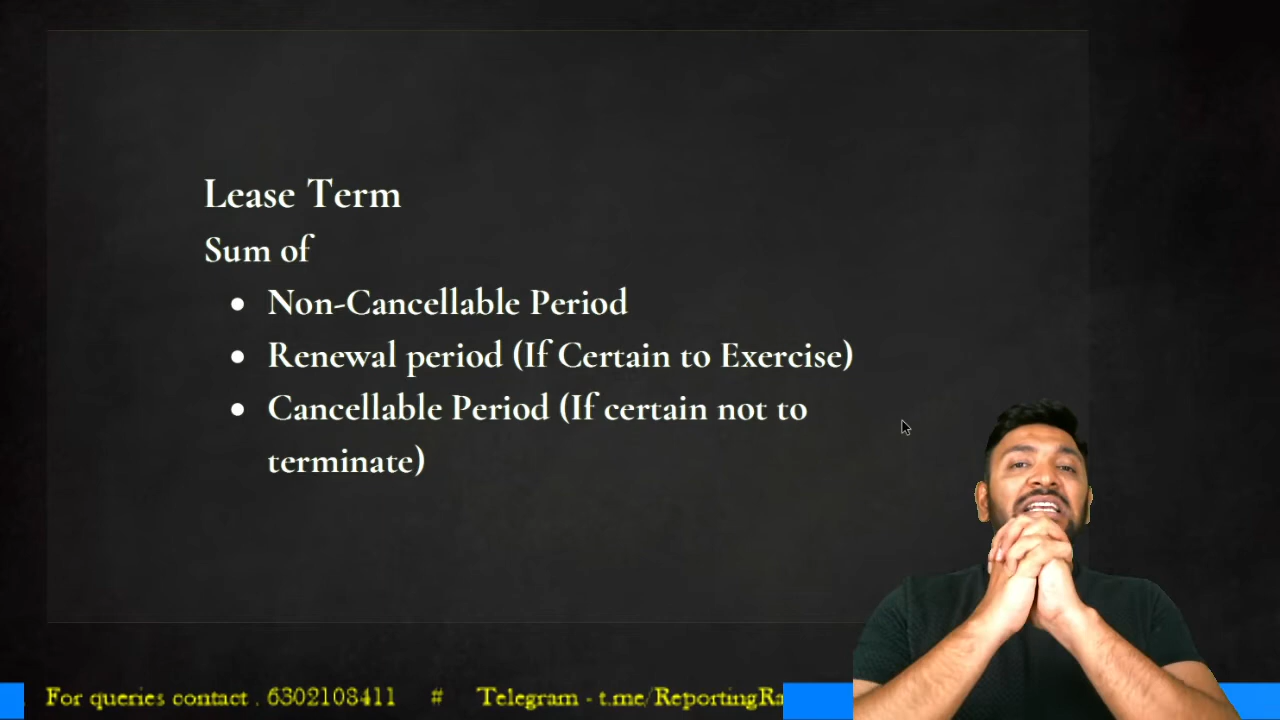 Lease Term
Sum of
• Non-Cancellable Period
• Renewal period (If Certain to Exercise)
• Cancellable Period (If certain not to
terminate)
For queries contact . 6302108411 # Telegram - t.me/ReportingRa